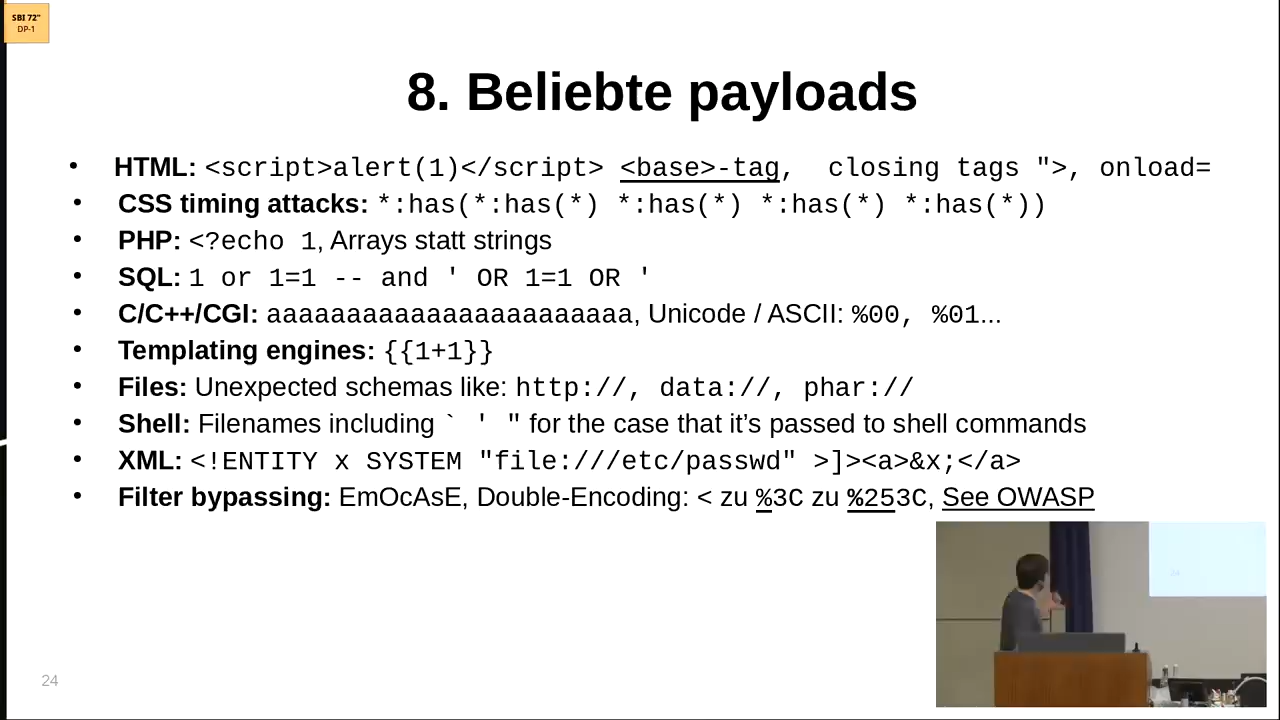 SBI 72"
DP-1
8. Beliebte payloads
• HTML: <script>alert(1)</script> <base>-tag,  closing tags ">, onload=
• CSS timing attacks: *:has(*:has(*) *:has(*) *:has(*) *:has(*))
• PHP: <?echo 1, Arrays statt strings
• SQL: 1 or 1=1 -- and ' OR 1=1 OR '
• C/C++/CGI: aaaaaaaaaaaaaaaaaaaaaaa, Unicode / ASCII: %00, %01...
• Templating engines: {{1+1}}
• Files: Unexpected schemas like: http://, data://, phar://
• Shell: Filenames including ` ' " for the case that it’s passed to shell commands
• XML: <!ENTITY x SYSTEM "file:///etc/passwd" >]><a>&x;</a>
• Filter bypassing: EmOcAsE, Double-Encoding: < zu %3C zu %253C, See OWASP
24